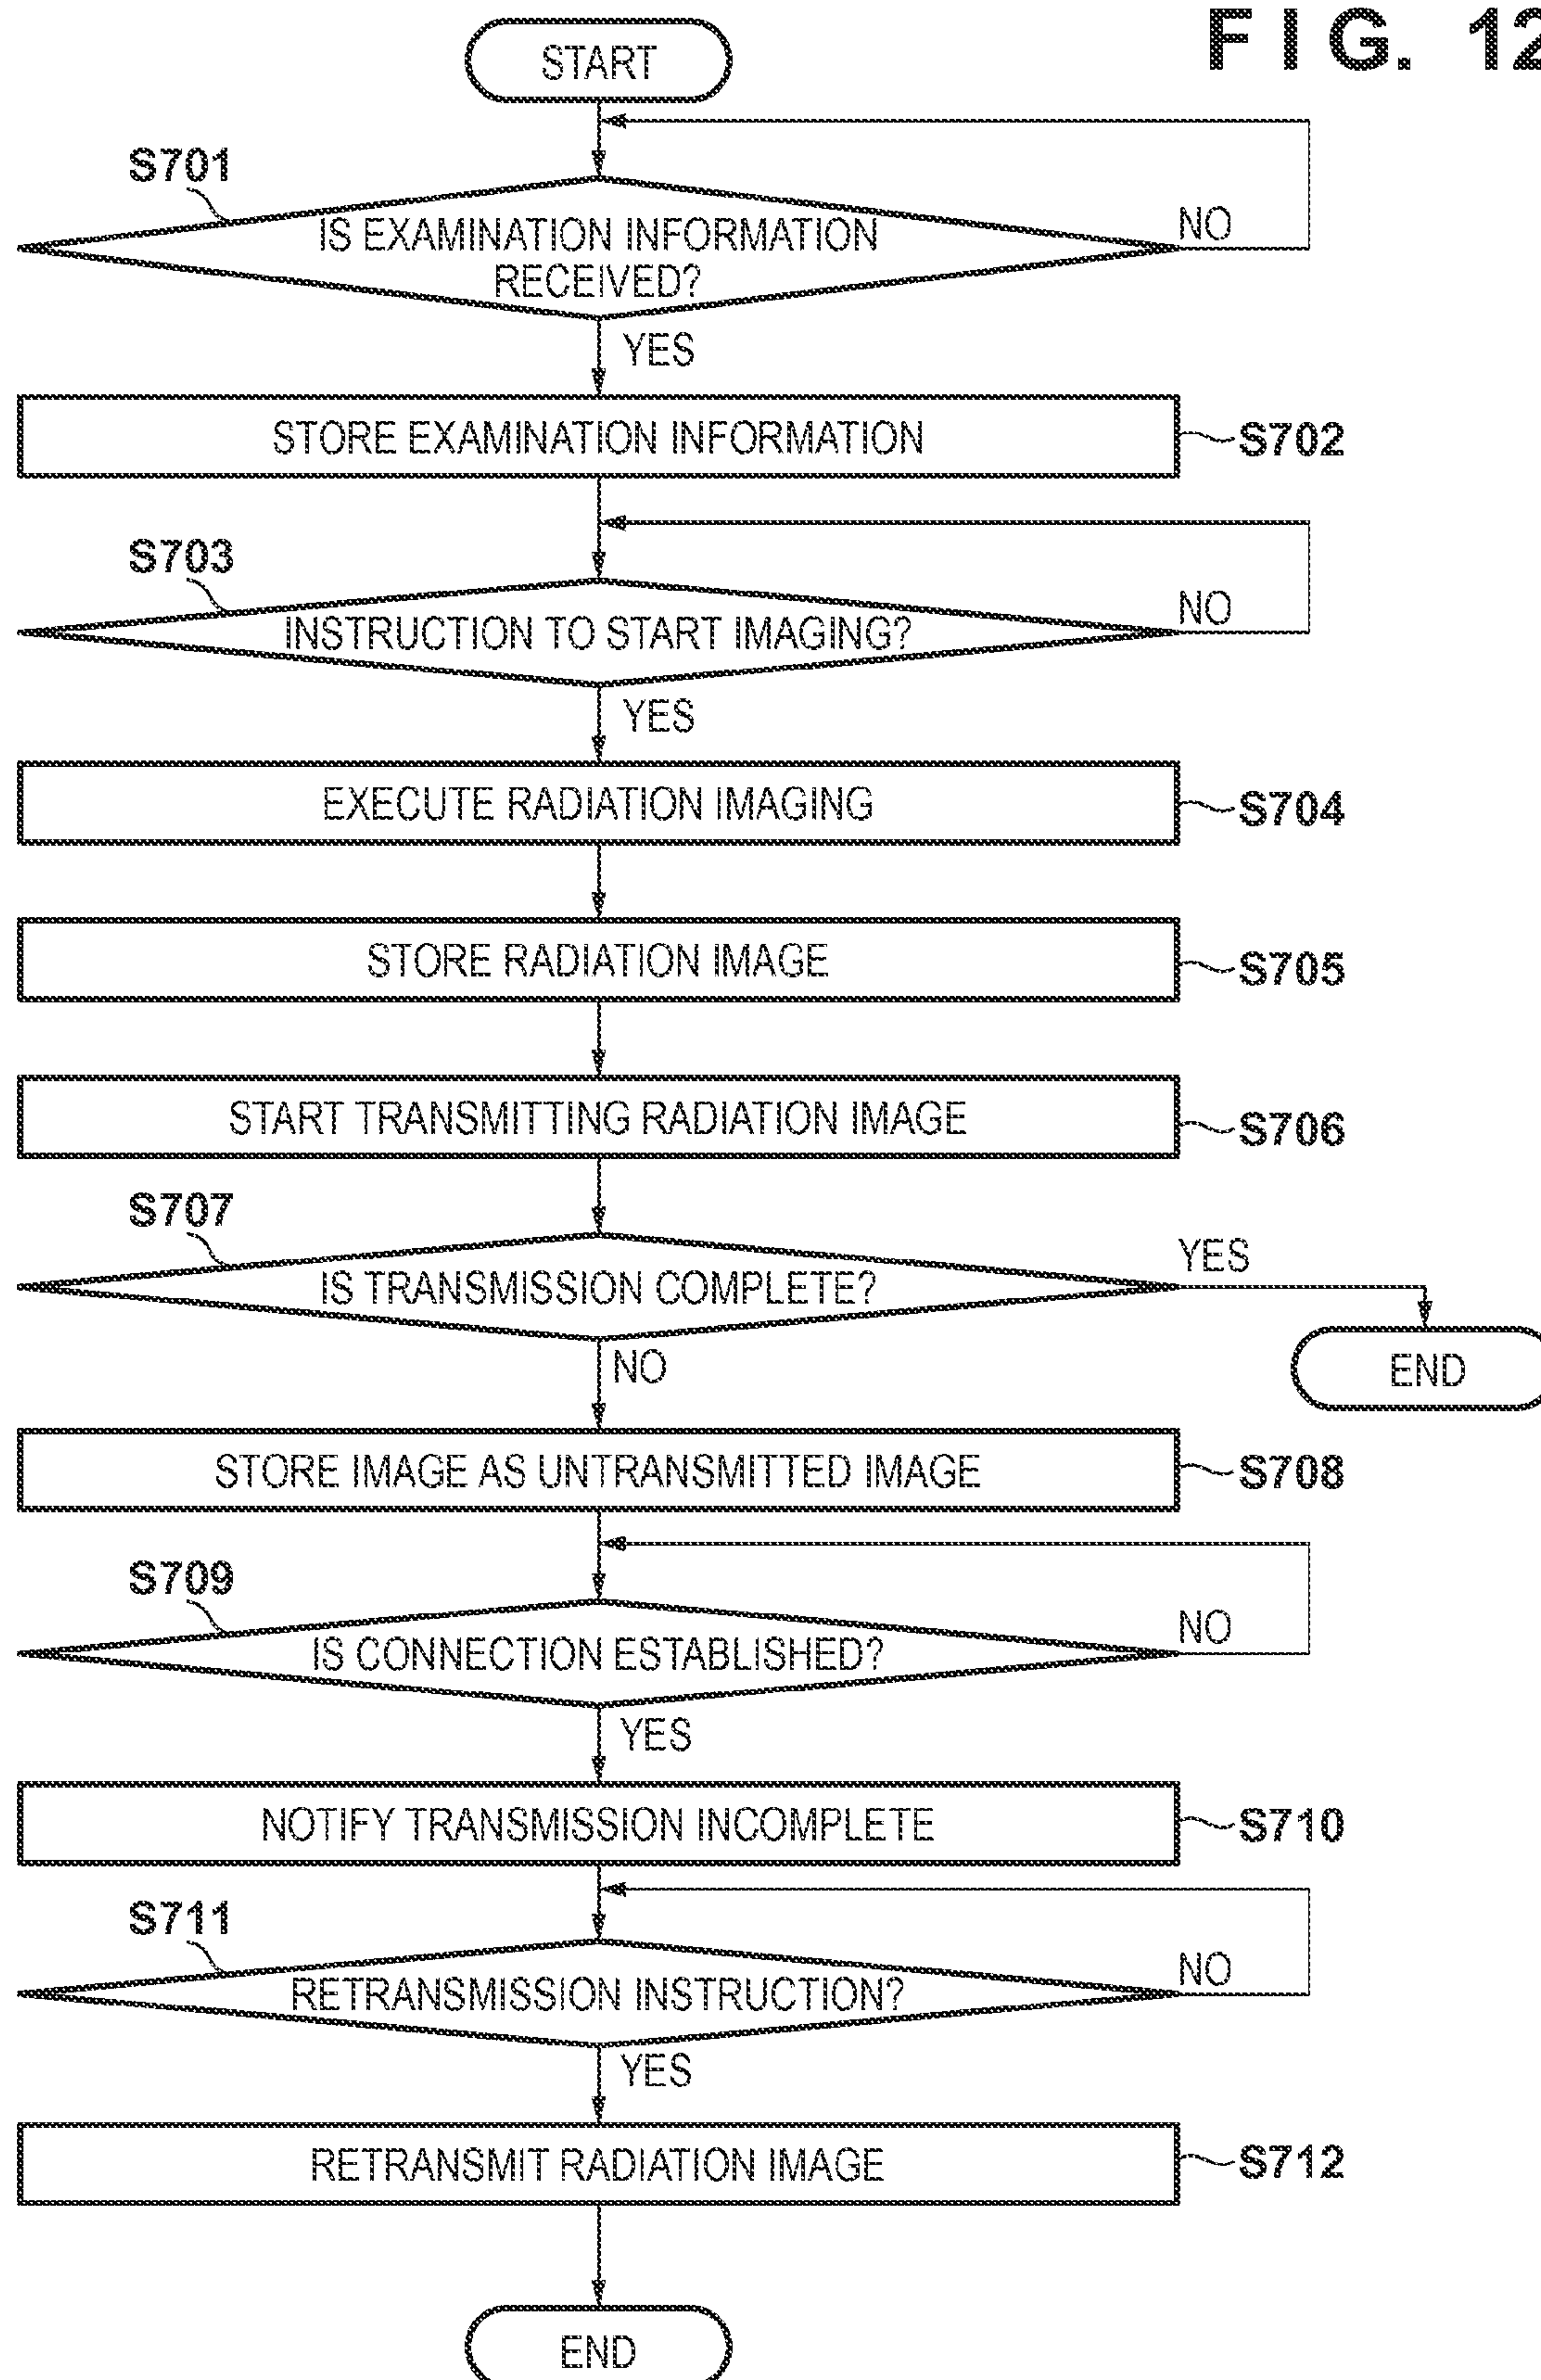 FIG. 12
START
S701
IS EXAMINATION INFORMATION
RECEIVED?
NO
YES
STORE EXAMINATION INFORMATION
S702
S703
INSTRUCTION TO START IMAGING?
NO
YES
EXECUTE RADIATION IMAGING
S704
STORE RADIATION IMAGE
S705
START TRANSMITTING RADIATION IMAGE
S706
S707
IS TRANSMISSION COMPLETE?
YES
NO
END
STORE IMAGE AS UNTRANSMITTED IMAGE
S708
S709
IS CONNECTION ESTABLISHED?
NO
YES
NOTIFY TRANSMISSION INCOMPLETE
S710
S711
RETRANSMISSION INSTRUCTION?
NO
YES
RETRANSMIT RADIATION IMAGE
S712
END